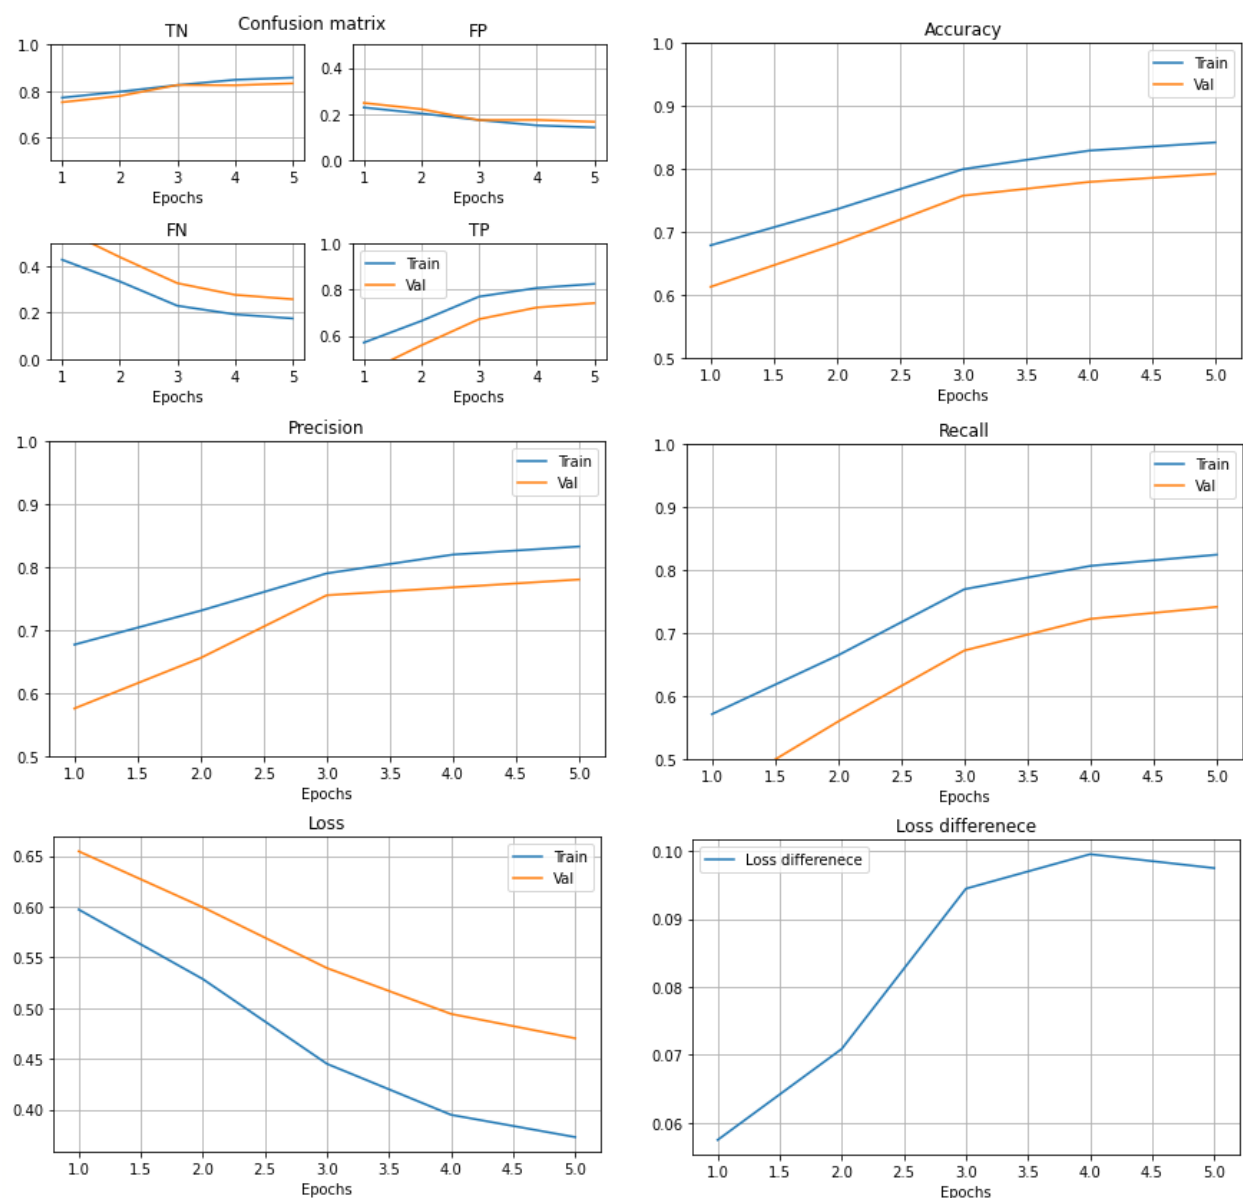 Confusion matrix
TN
1.0
0.8
0.6
1 2 3 4 5
Epochs
FP
0.4
0.2
0.0
1 2 3 4 5
Epochs
FN
0.4
0.2
0.0
1 2 3 4 5
Epochs
TP
1.0
0.8
0.6
Train
Val
1 2 3 4 5
Epochs
Accuracy
1.0
0.9
0.8
0.7
0.6
0.5
Train
Val
1.0 1.5 2.0 2.5 3.0 3.5 4.0 4.5 5.0
Epochs
Precision
1.0
0.9
0.8
0.7
0.6
0.5
Train
Val
1.0 1.5 2.0 2.5 3.0 3.5 4.0 4.5 5.0
Epochs
Recall
1.0
0.9
0.8
0.7
0.6
0.5
Train
Val
1.0 1.5 2.0 2.5 3.0 3.5 4.0 4.5 5.0
Epochs
Loss
0.65
0.60
0.55
0.50
0.45
0.40
Train
Val
1.0 1.5 2.0 2.5 3.0 3.5 4.0 4.5 5.0
Epochs
Loss differenece
0.10
0.09
0.08
0.07
0.06
Loss differenece
1.0 1.5 2.0 2.5 3.0 3.5 4.0 4.5 5.0
Epochs